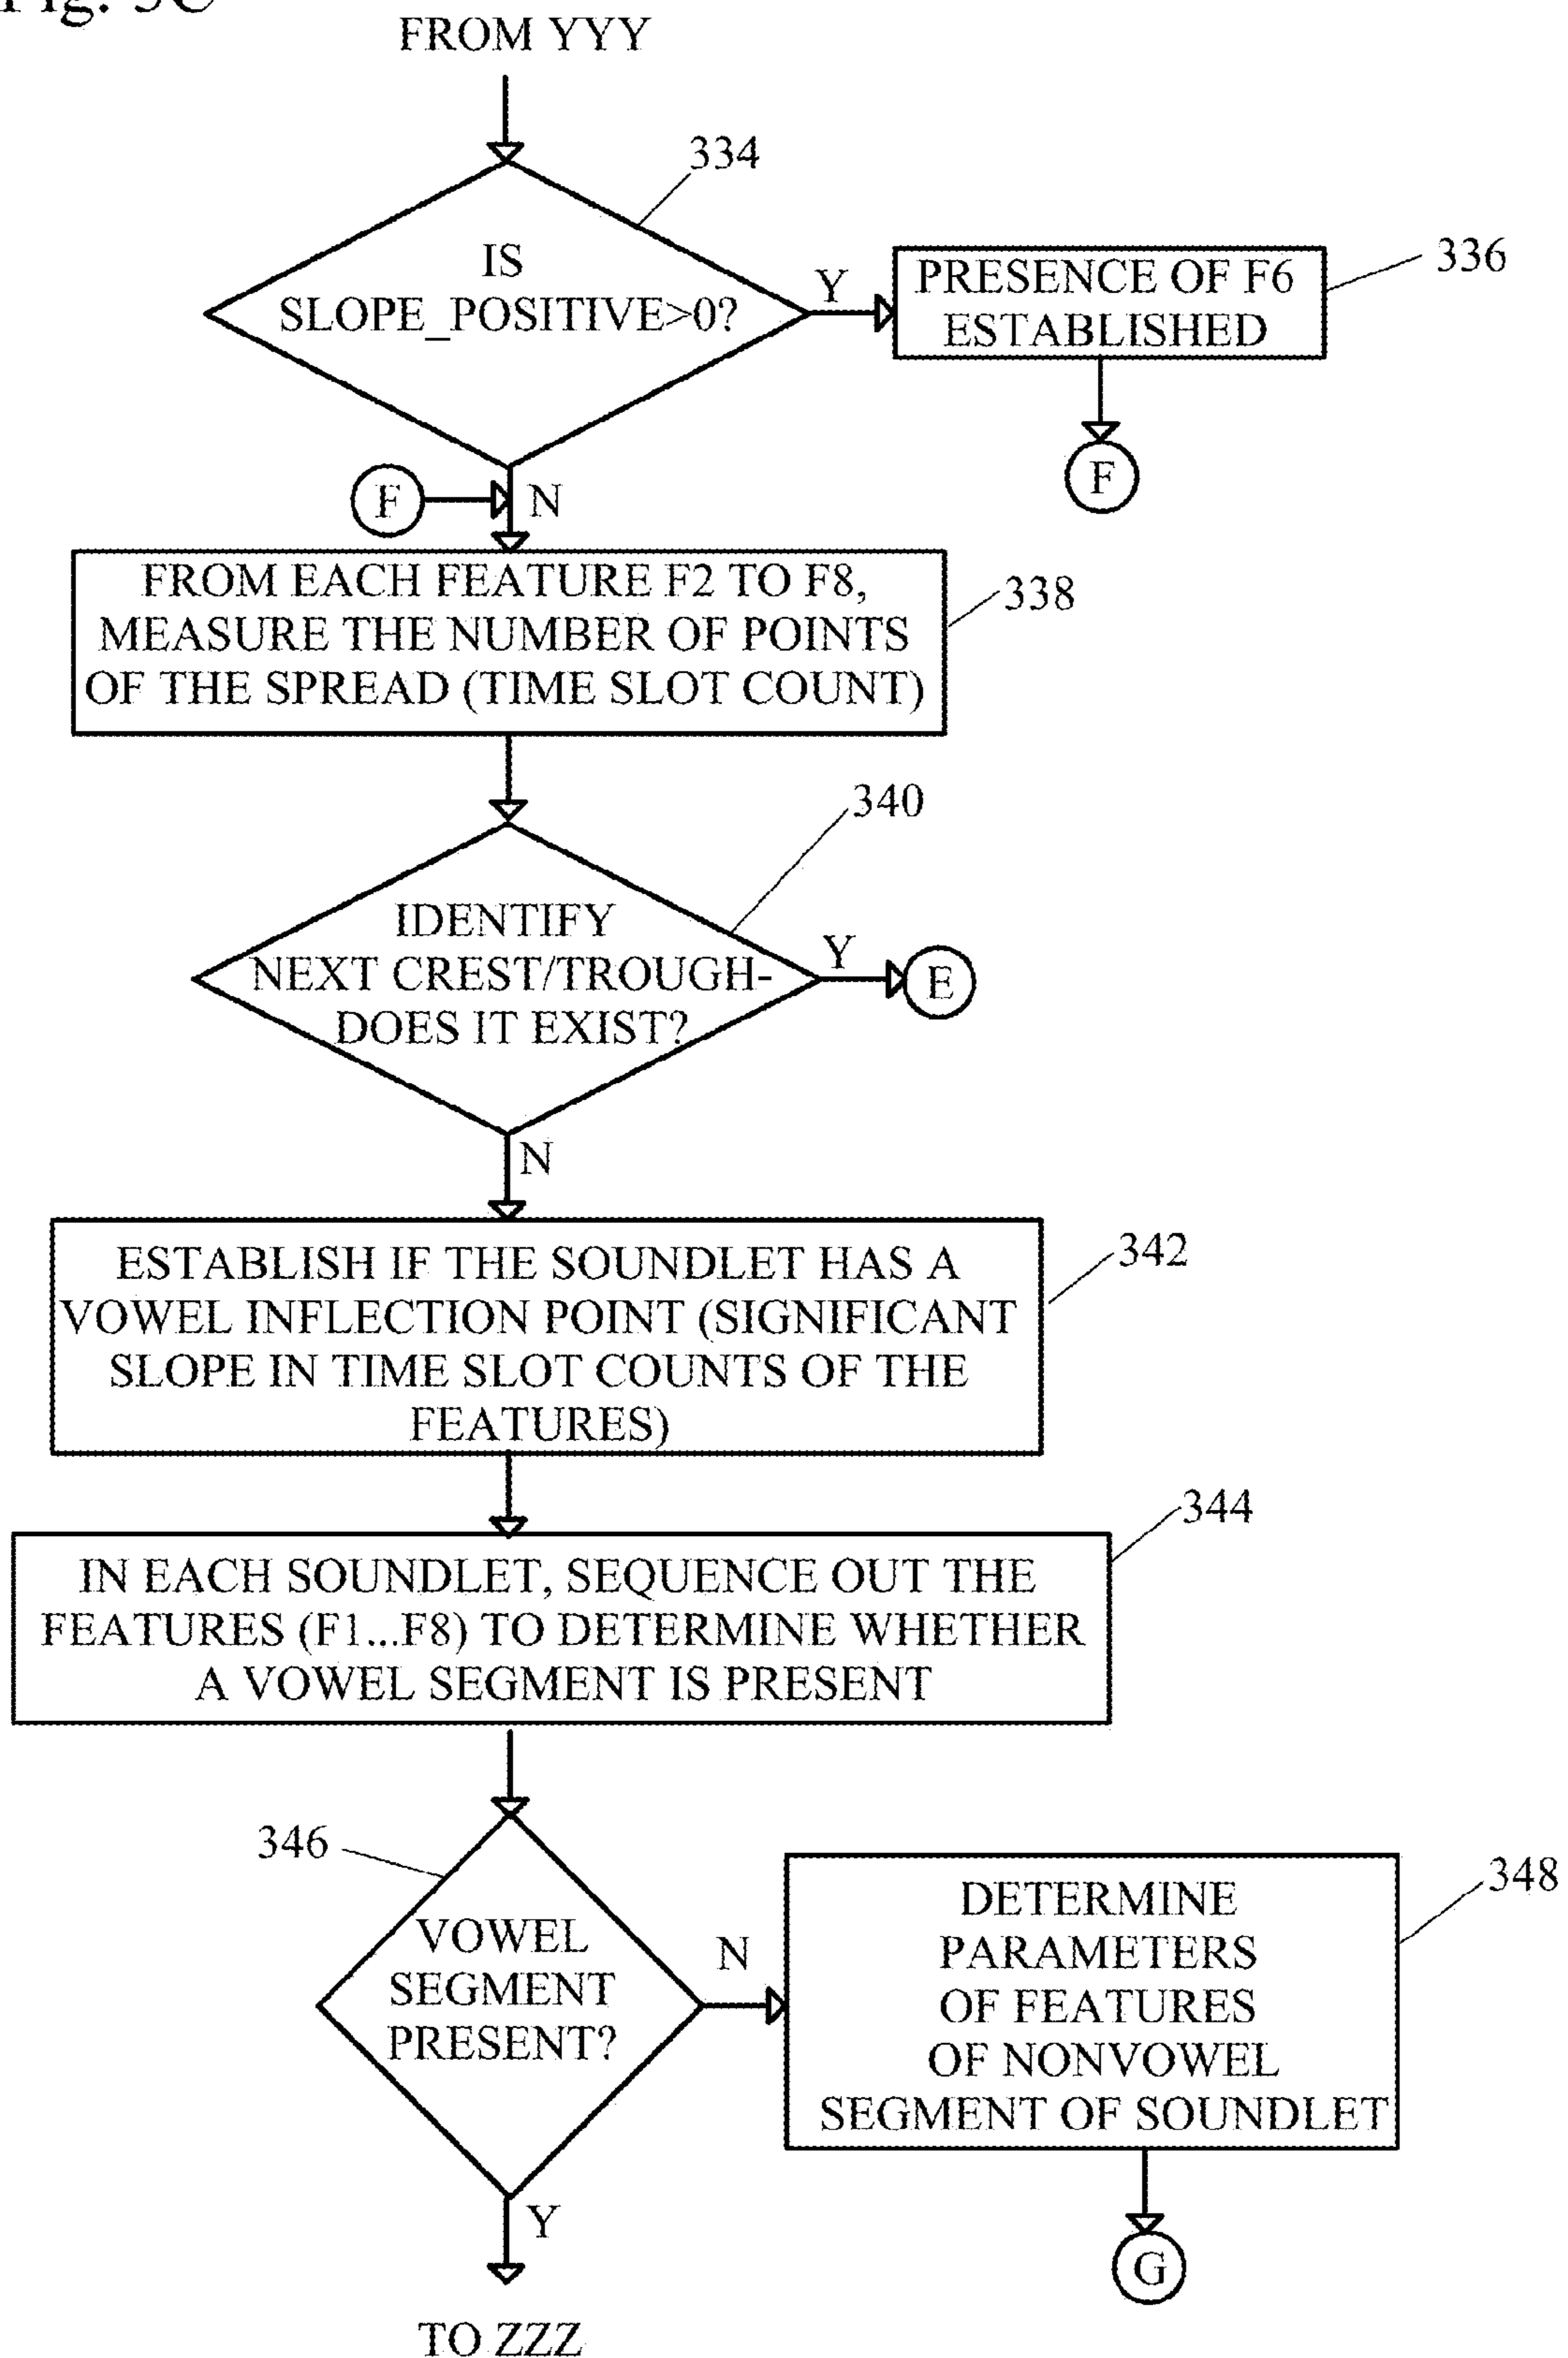 FROM YYY
334
IS
SLOPE_POSITIVE>0?
Y
PRESENCE OF F6
ESTABLISHED
336
F
F
N
FROM EACH FEATURE F2 TO F8,
MEASURE THE NUMBER OF POINTS
OF THE SPREAD (TIME SLOT COUNT)
338
340
IDENTIFY
NEXT CREST/TROUGH-
DOES IT EXIST?
Y
E
N
ESTABLISH IF THE SOUNDLET HAS A
VOWEL INFLECTION POINT (SIGNIFICANT
SLOPE IN TIME SLOT COUNTS OF THE
FEATURES)
342
344
IN EACH SOUNDLET, SEQUENCE OUT THE
FEATURES (F1...F8) TO DETERMINE WHETHER
A VOWEL SEGMENT IS PRESENT
346
VOWEL
SEGMENT
PRESENT?
N
DETERMINE
PARAMETERS
OF FEATURES
OF NONVOWEL
SEGMENT OF SOUNDLET
348
Y
G
TO ZZZ